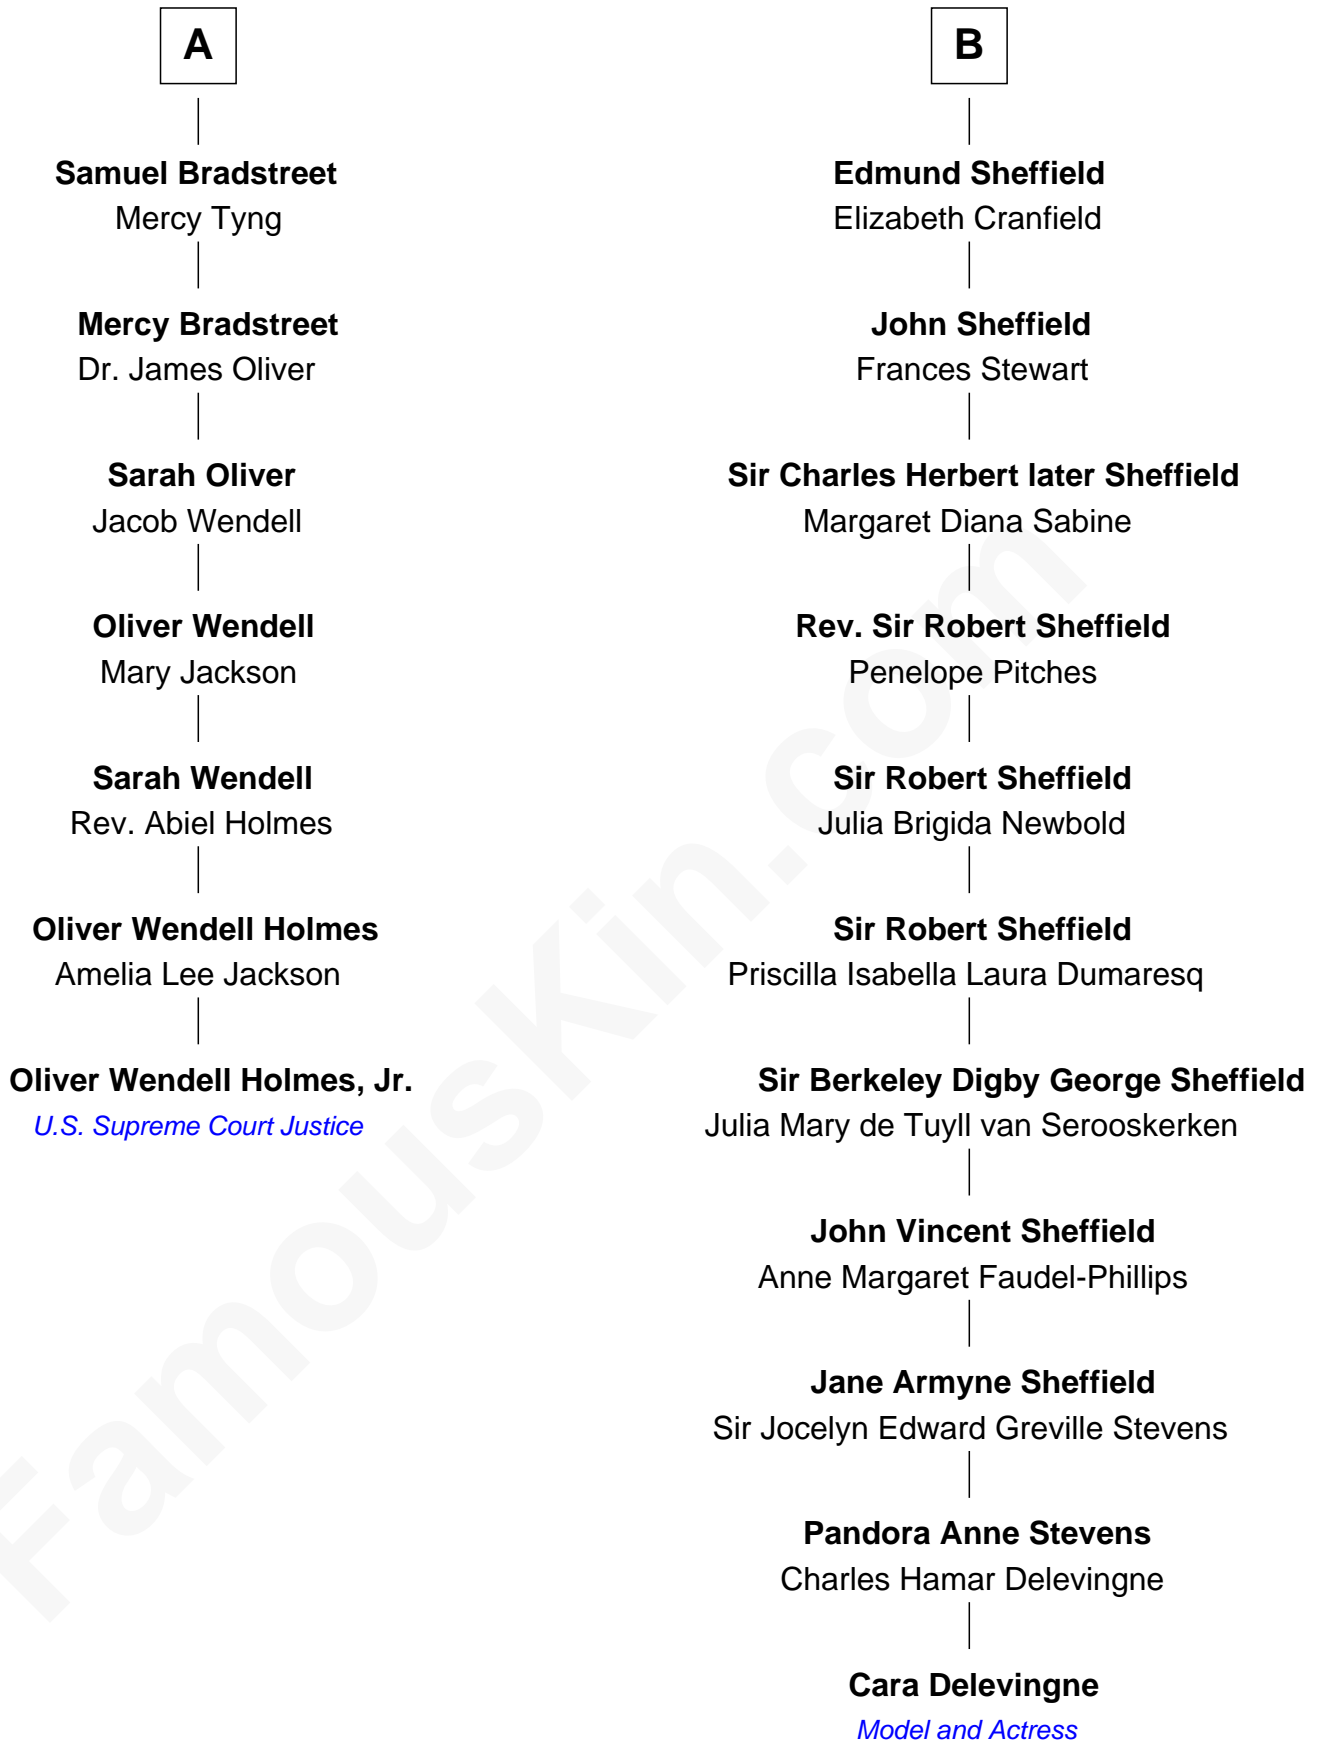 A
Samuel Bradstreet
Mercy Tyng
Mercy Bradstreet
Dr. James Oliver
Sarah Oliver
Jacob Wendell
Oliver Wendell
Mary Jackson
Sarah Wendell
Rev. Abiel Holmes
Oliver Wendell Holmes
Amelia Lee Jackson
Oliver Wendell Holmes, Jr.
U.S. Supreme Court Justice
B
Edmund Sheffield
Elizabeth Cranfield
John Sheffield
Frances Stewart
Sir Charles Herbert later Sheffield
Margaret Diana Sabine
Rev. Sir Robert Sheffield
Penelope Pitches
Sir Robert Sheffield
Julia Brigida Newbold
Sir Robert Sheffield
Priscilla Isabella Laura Dumaresq
Sir Berkeley Digby George Sheffield
Julia Mary de Tuyll van Serooskerken
John Vincent Sheffield
Anne Margaret Faudel-Phillips
Jane Armyne Sheffield
Sir Jocelyn Edward Greville Stevens
Pandora Anne Stevens
Charles Hamar Delevingne
Cara Delevingne
Model and Actress
FamousKin.com